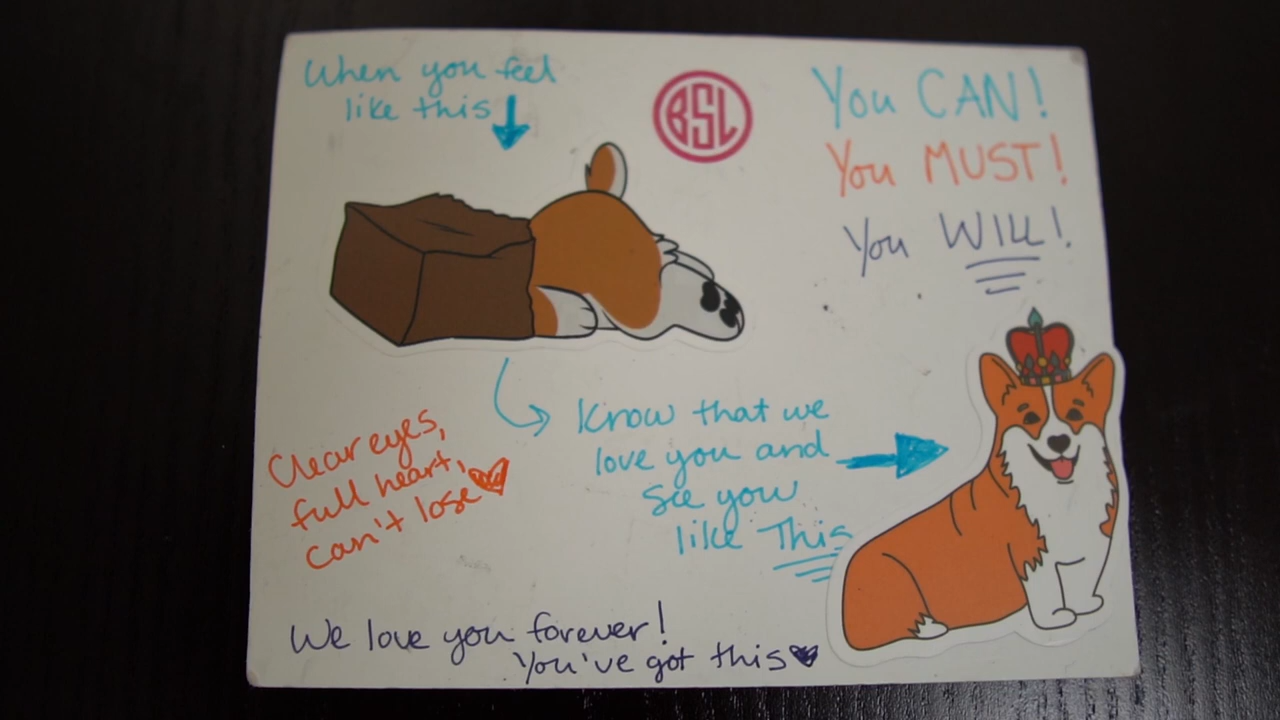 When you feel
like this
BSL
You CAN!
You MUST!
You WILL!
Know that we
love you and
see you
like This
Clear eyes,
full heart,
can't lose
We love you forever!
You've got this